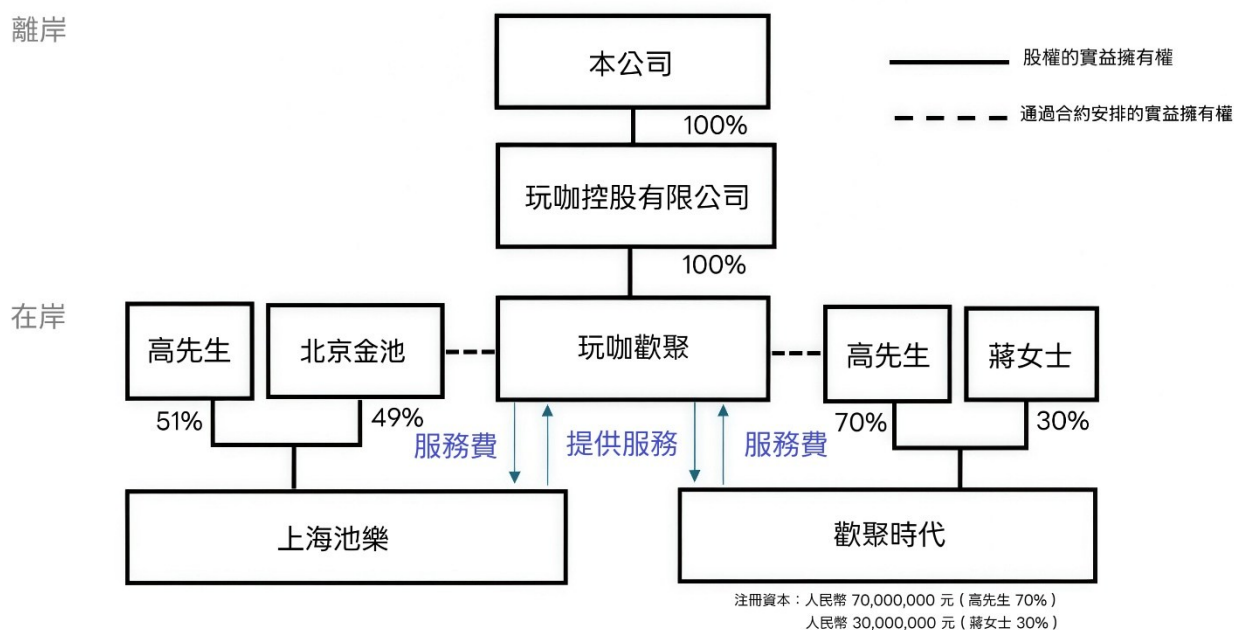 離岸
本公司
股權的實益擁有權
通過合約安排的實益擁有權
100%
玩咖控股有限公司
100%
在岸
高先生
北京金池
玩咖歡聚
高先生
蔣女士
51%
49%
70%
30%
服務費
提供服務
服務費
上海池樂
歡聚時代
注冊資本：人民幣 70,000,000 元 ( 高先生 70% )
人民幣 30,000,000 元 ( 蔣女士 30% )